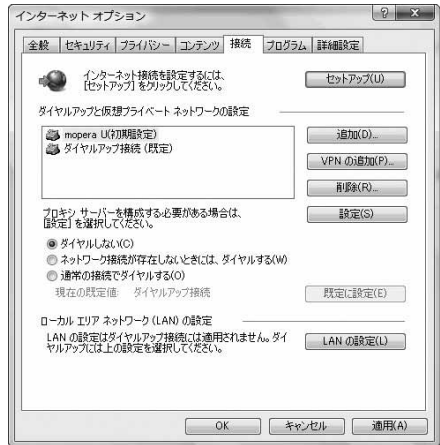 インターネット オプション
全般 セキュリティ プライバシー コンテンツ 接続 プログラム 詳細設定
インターネット接続を設定するには、
[セットアップ] をクリックしてください。
セットアップ(U)
ダイヤルアップと仮想プライベート ネットワークの設定
mopera U(初期設定)
ダイヤルアップ接続 (既定)
追加(D)...
VPN の追加(P)...
削除(R)...
プロキシ サーバーを構成する必要がある場合は、
[設定] を選択してください。
設定(S)
ダイヤルしない(C)
ネットワーク接続が存在しないときには、ダイヤルする(W)
通常の接続でダイヤルする(O)
現在の既定値: ダイヤルアップ接続
既定に設定(E)
ローカル エリア ネットワーク (LAN) の設定
LAN の設定はダイヤルアップ接続には適用されません。ダイ
ヤルアップには上の設定を選択してください。
LAN の設定(L)
OK キャンセル 適用(A)